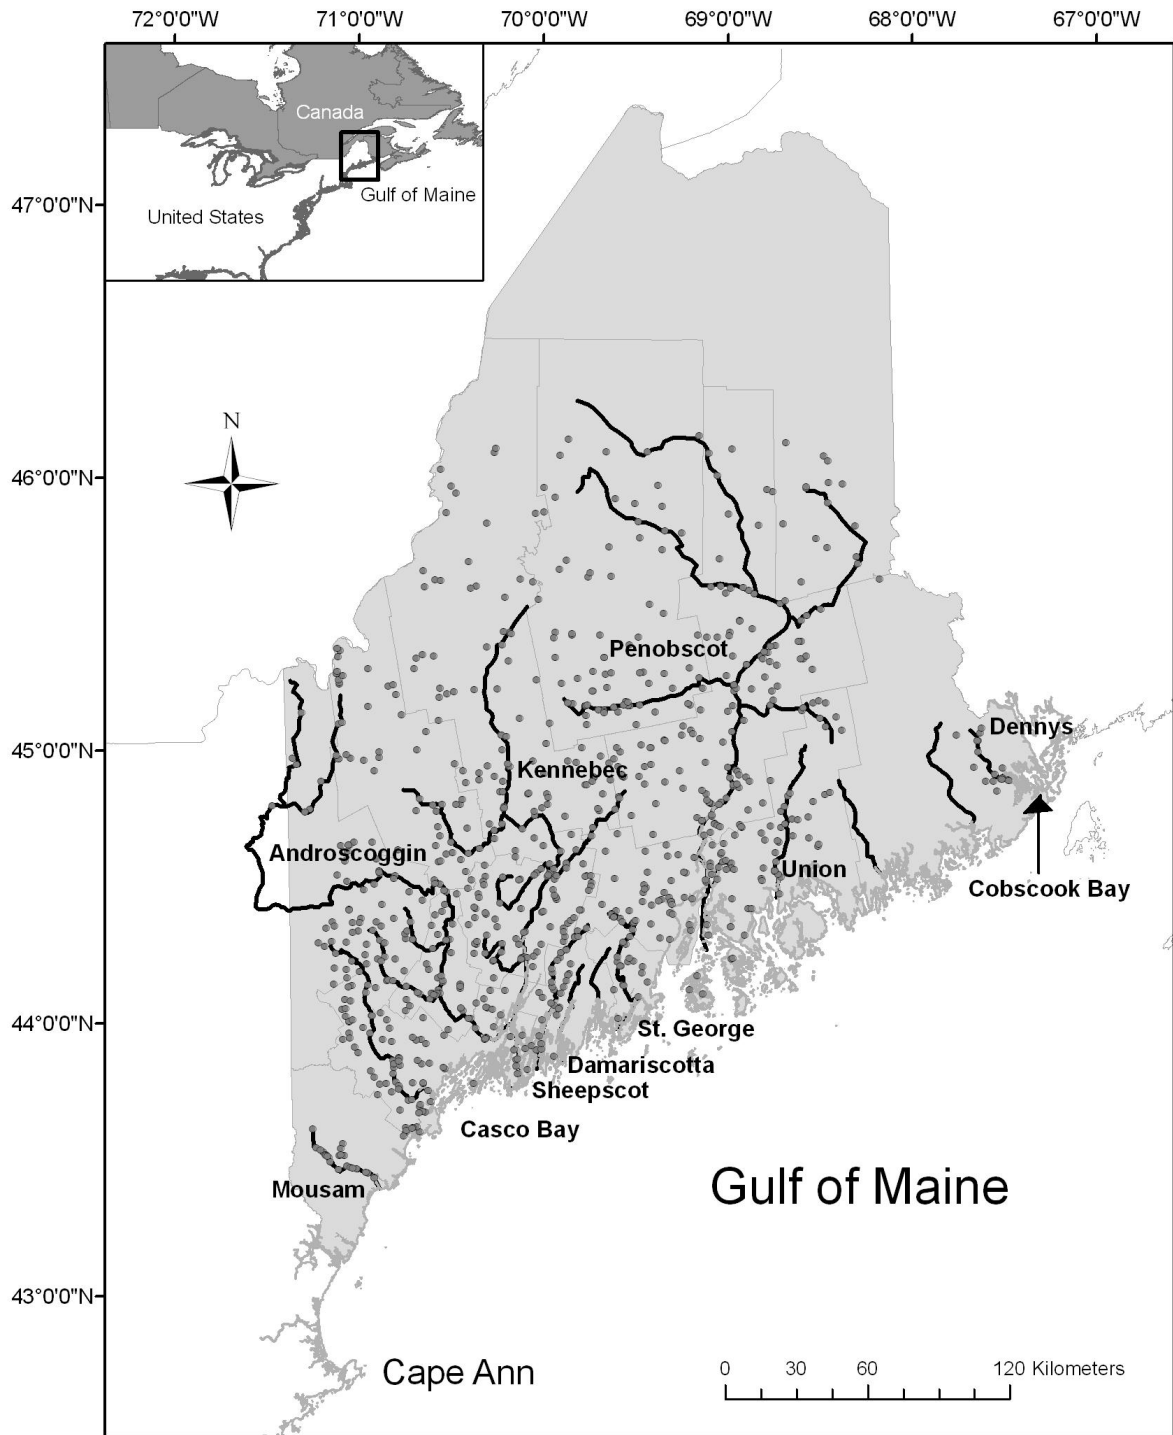 72°0'0"W 71°0'0"W 70°0'0"W 69°0'0"W 68°0'0"W 67°0'0"W
Canada
Gulf of Maine
United States
47°0'0"N
N
46°0'0"N
Penobscot
Dennys
45°0'0"N
Kennebec
Androscoggin
Union
Cobscook Bay
44°0'0"N
St. George
Damariscotta
Sheepscot
Casco Bay
Mousam
Gulf of Maine
43°0'0"N
Cape Ann
0 30 60 120 Kilometers